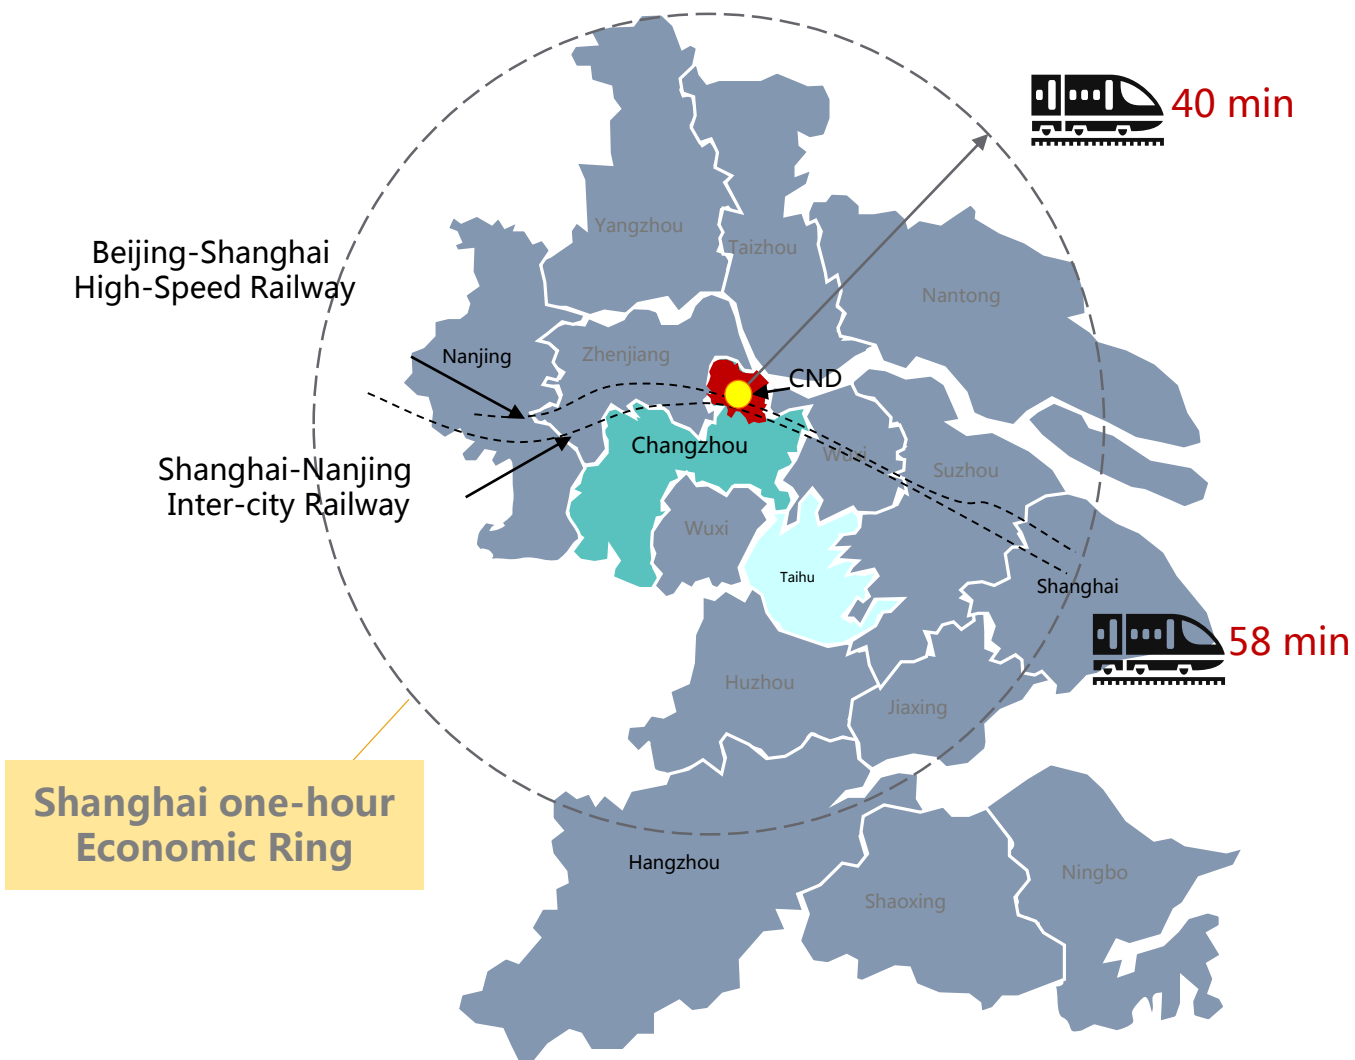 40 min
Yangzhou
Taizhou
Beijing-Shanghai
High-Speed Railway
Nantong
Nanjing
Zhenjiang
CND
Changzhou
Wuxi
Suzhou
Shanghai-Nanjing
Inter-city Railway
Wuxi
Taihu
Shanghai
58 min
Huzhou
Jiaxing
Shanghai one-hour
Economic Ring
Hangzhou
Ningbo
Shaoxing